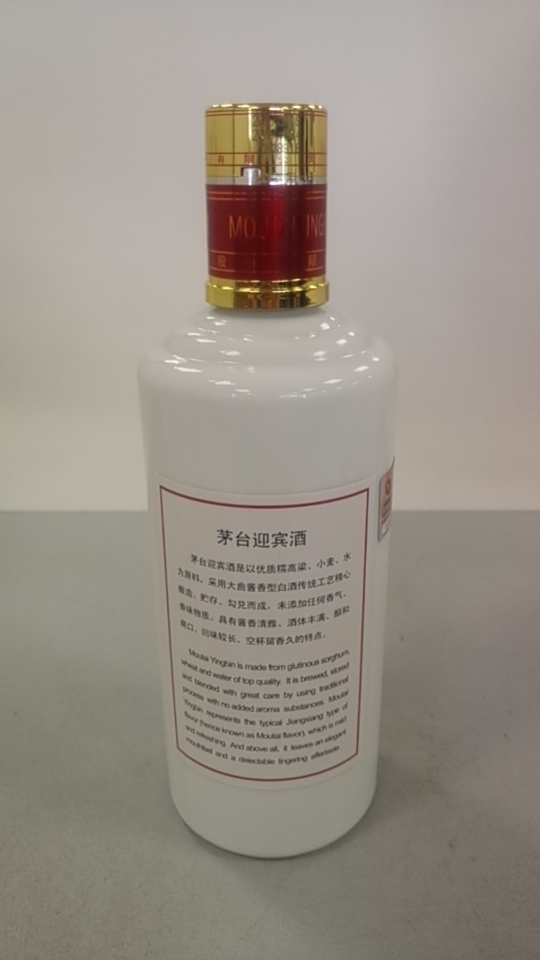 茅台迎宾酒
茅台迎宾酒是以优质糯高粱、小麦、水
为原料，采用大曲酱香型白酒传统工艺精心
酿造、贮存、勾兑而成，未添加任何香气、
香味物质，具有酱香清雅、酒体丰满、醇和
爽口、回味较长、空杯留香久的特点。
Moutai Yingbin is made from glutinous sorghum,
wheat and water of top quality. It is brewed, stored
and blended with great care by using traditional
process with no added aroma substances. Moutai
Yingbin represents the typical Jiangxiang type of
flavor (hence known as Moutai flavor), which is mild
and refreshing. And above all, it leaves an elegant
mouthfeel and a delectable lingering aftertaste.